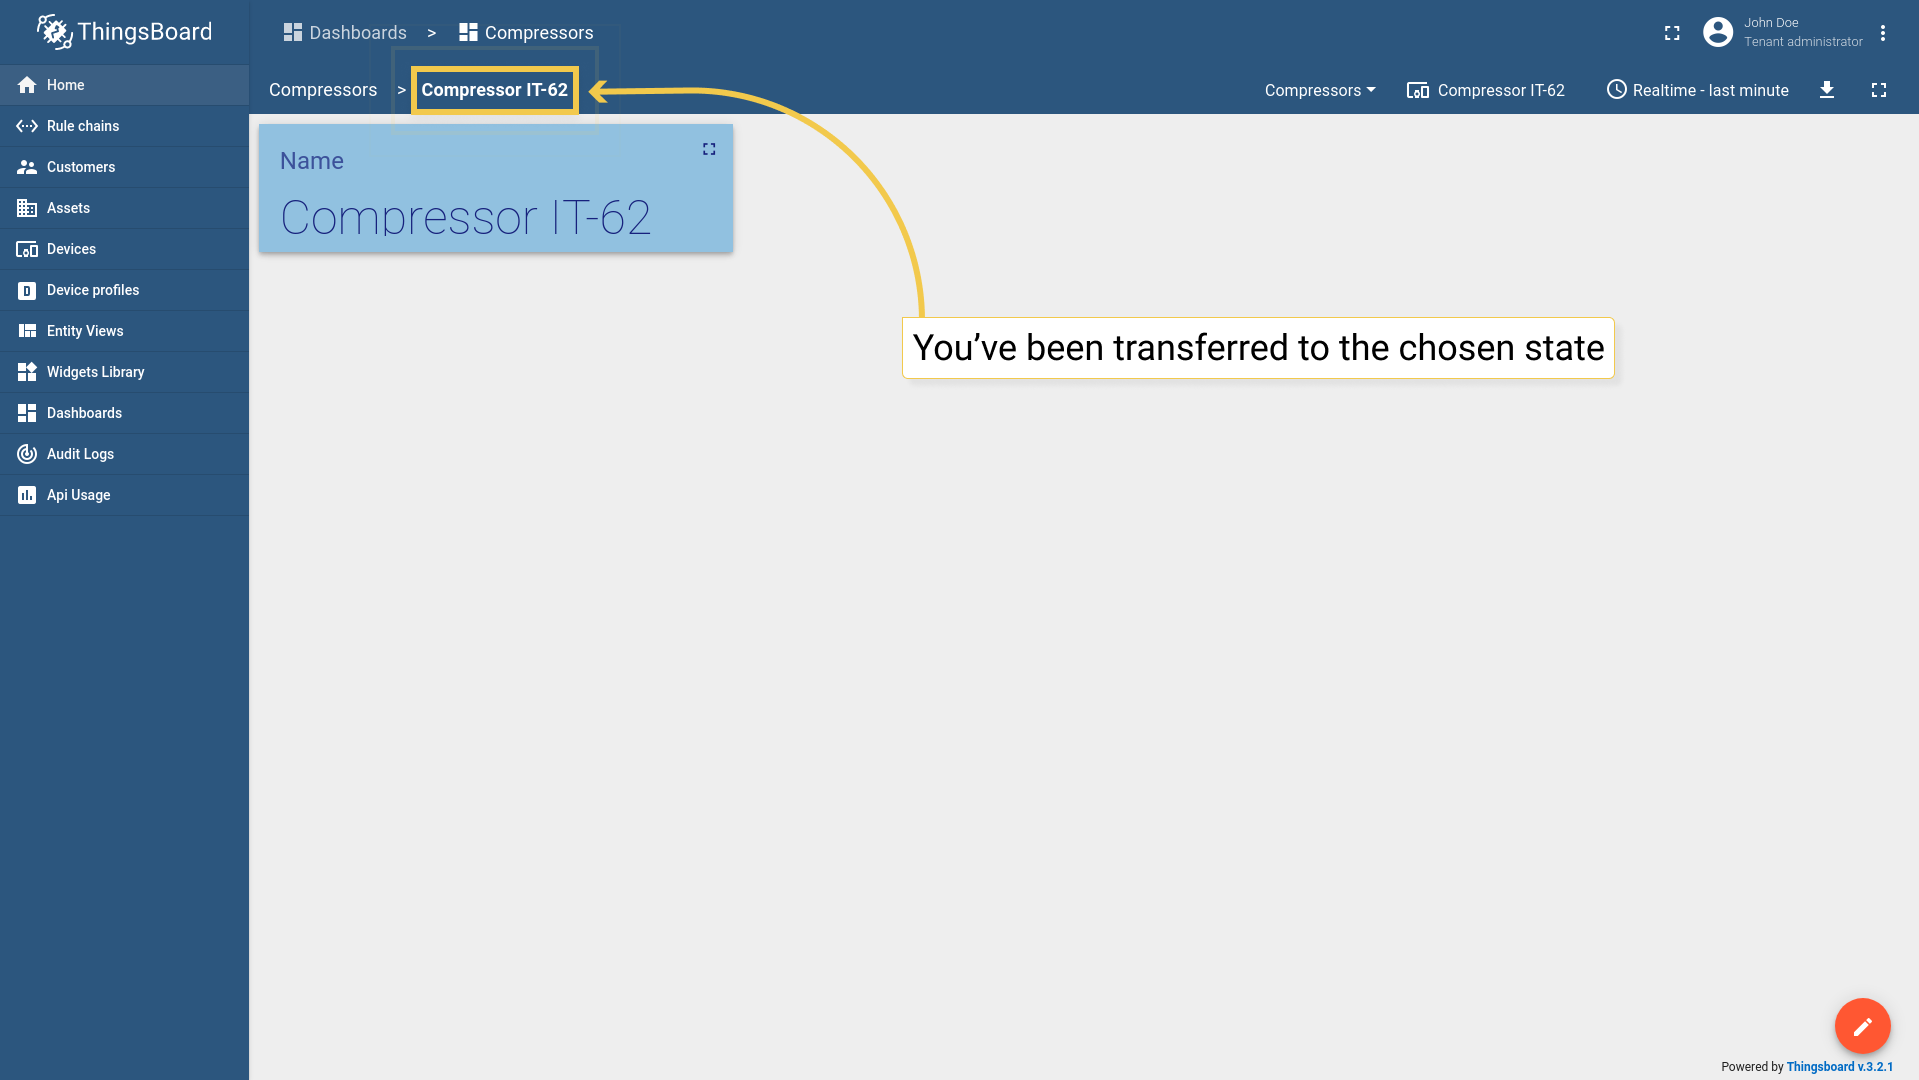 ThingsBoard
Dashboards > Compressors
John Doe
Tenant administrator
Compressors > Compressor IT-62
Compressors
Compressor IT-62
Realtime - last minute
Home
Rule chains
Customers
Assets
Devices
Device profiles
Entity Views
Widgets Library
Dashboards
Audit Logs
Api Usage
Name
Compressor IT-62
You’ve been transferred to the chosen state
Powered by Thingsboard v.3.2.1